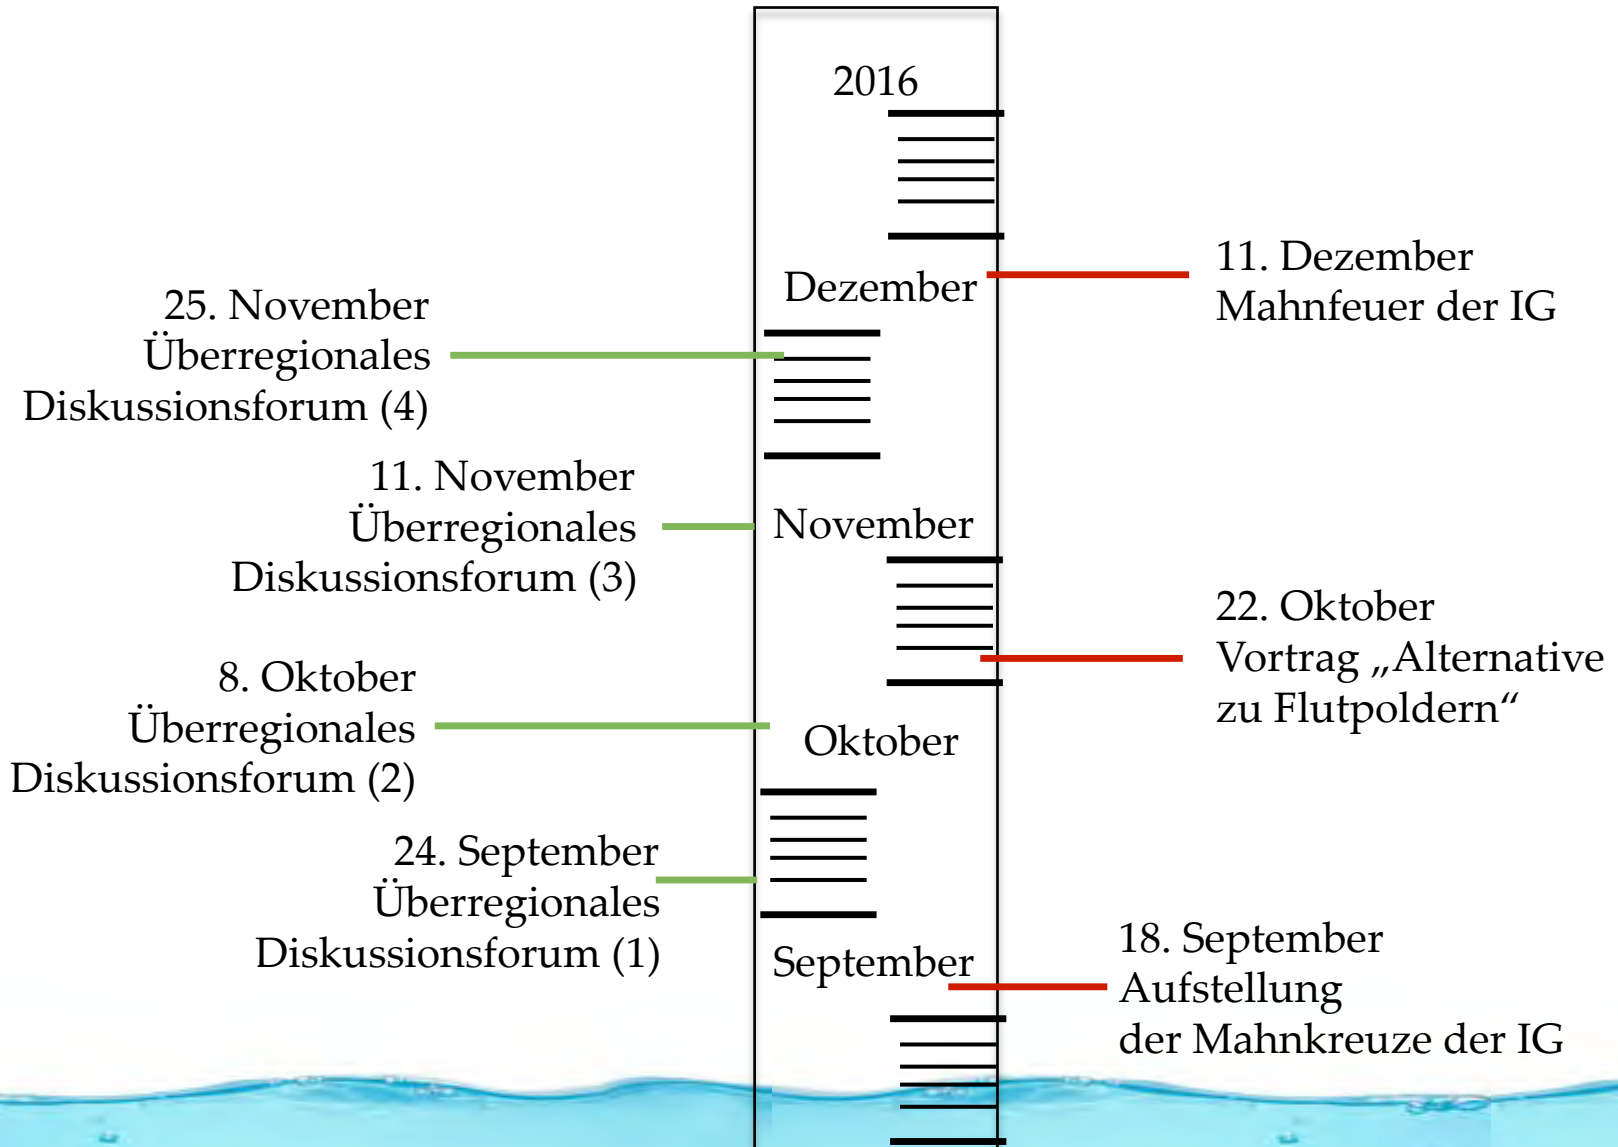 2016
Dezember
November
Oktober
September
25. November
Überregionales
Diskussionsforum (4)
11. November
Überregionales
Diskussionsforum (3)
8. Oktober
Überregionales
Diskussionsforum (2)
24. September
Überregionales
Diskussionsforum (1)
11. Dezember
Mahnfeuer der IG
22. Oktober
Vortrag „Alternative
zu Flutpoldern“
18. September
Aufstellung
der Mahnkreuze der IG